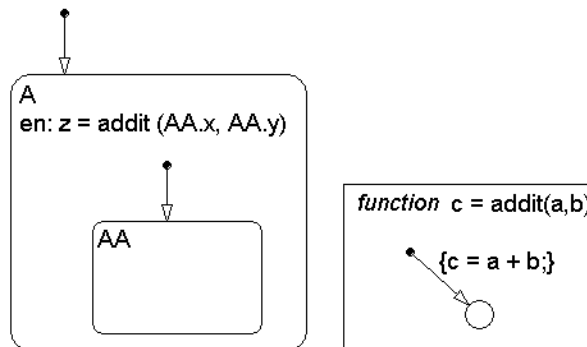 A
en: z = addit (AA.x, AA.y)
AA
function c = addit(a,b)
{c = a + b;}